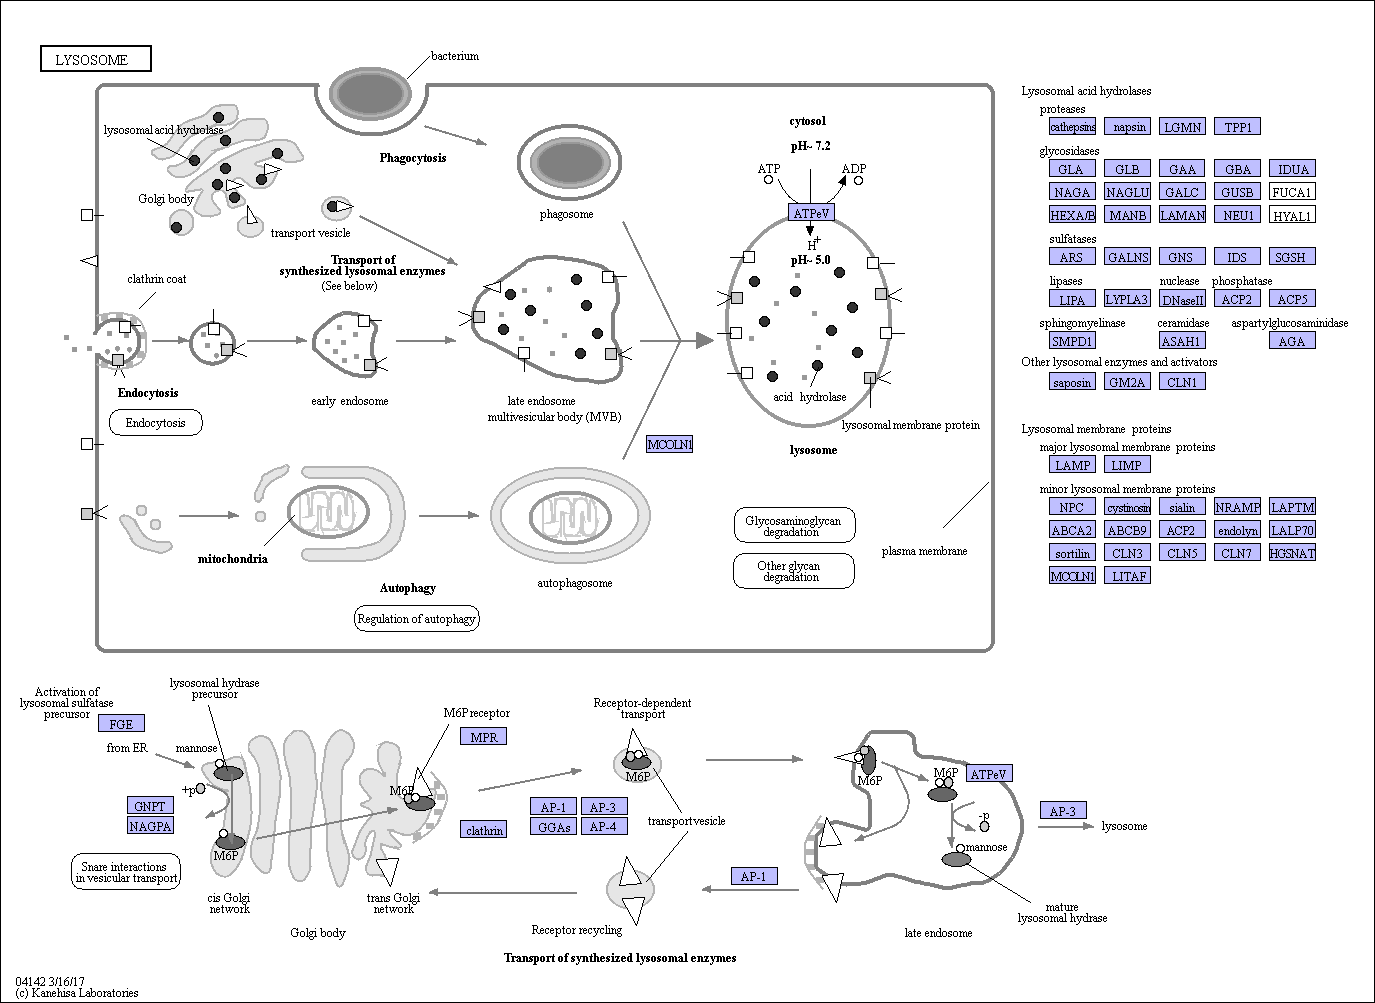 LYSOSOME
bacterium
lysosomal acid hydrolase
Phagocytosis
Golgi body
transport vesicle
phagosome
Transport of
synthesized lysosomal enzymes
(See below)
clathrin coat
cytosol
pH~ 7.2
ATP
ADP
ATPeV
H+
pH~ 5.0
Endocytosis
Endocytosis
early endosome
late endosome
multivesicular body (MVB)
acid hydrolase
lysosomal membrane protein
lysosome
MCOLN1
mitochondria
Autophagy
Regulation of autophagy
autophagosome
Glycosaminoglycan
degradation
Other glycan
degradation
plasma membrane
Lysosomal acid hydrolases
proteases
cathepsins napsin LGMN TPP1
glycosidases
GLA GLB GAA GBA IDUA
NAGA NAGLU GALC GUSB FUCA1
HEXA/B MANB LAMAN NEU1 HYAL1
sulfatases
ARS GALNS GNS IDS SGSH
lipases nuclease phosphatase
LIPA LYPLA3 DNaseII ACP2 ACP5
sphingomyelinase ceramidase aspartylglucosaminidase
SMPD1 ASAH1 AGA
Other lysosomal enzymes and activators
saposin GM2A CLN1
Lysosomal membrane proteins
major lysosomal membrane proteins
LAMP LIMP
minor lysosomal membrane proteins
NPC cystinosin sialin NRAMP LAPTM
ABCA2 ABCB9 ACP2 endolyn LALP70
sortilin CLN3 CLN5 CLN7 HGSNAT
MCOLN1 LITAF
Activation of
lysosomal sulfatase
precursor
FGE
lysosomal hydrase
precursor
from ER
mannose
+p
GNPT
NAGPA
M6P
Snare interactions
in vesicular transport
cis Golgi
network
Golgi body
trans Golgi
network
M6P receptor
MPR
M6P
clathrin
Receptor-dependent
transport
M6P
AP-1 AP-3
GGAs AP-4
transport vesicle
Receptor recycling
AP-1
M6P
M6P
ATPeV
-p
mannose
AP-3
lysosome
mature
lysosomal hydrase
late endosome
Transport of synthesized lysosomal enzymes
04142 3/16/17
(c) Kanehisa Laboratories